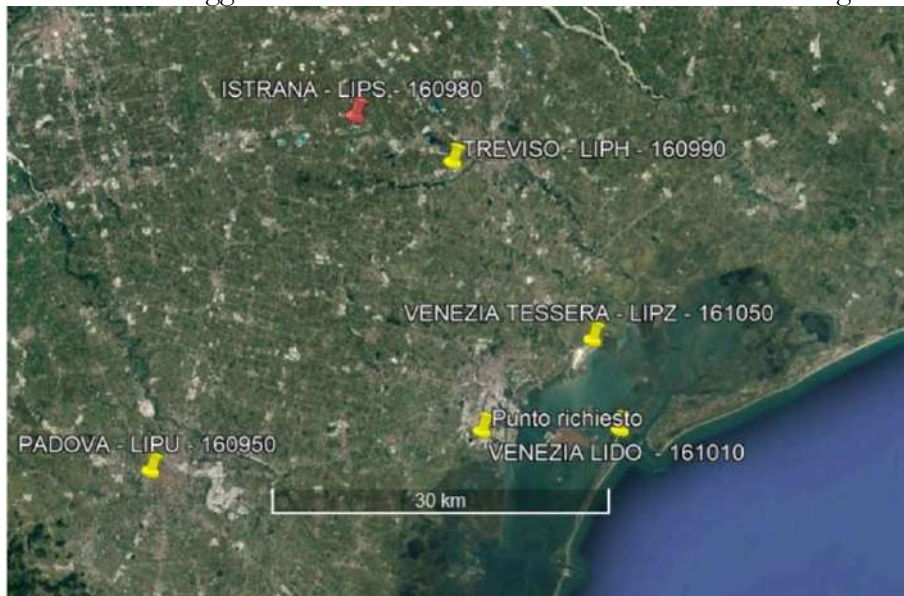 ISTRANA - LIPS - 160980
TREVISO - LIPH - 160990
VENEZIA TESSERA - LIPZ - 161050
Punto richiesto
PADOVA - LIPU - 160950
VENEZIA LIDO - 161010
30 km